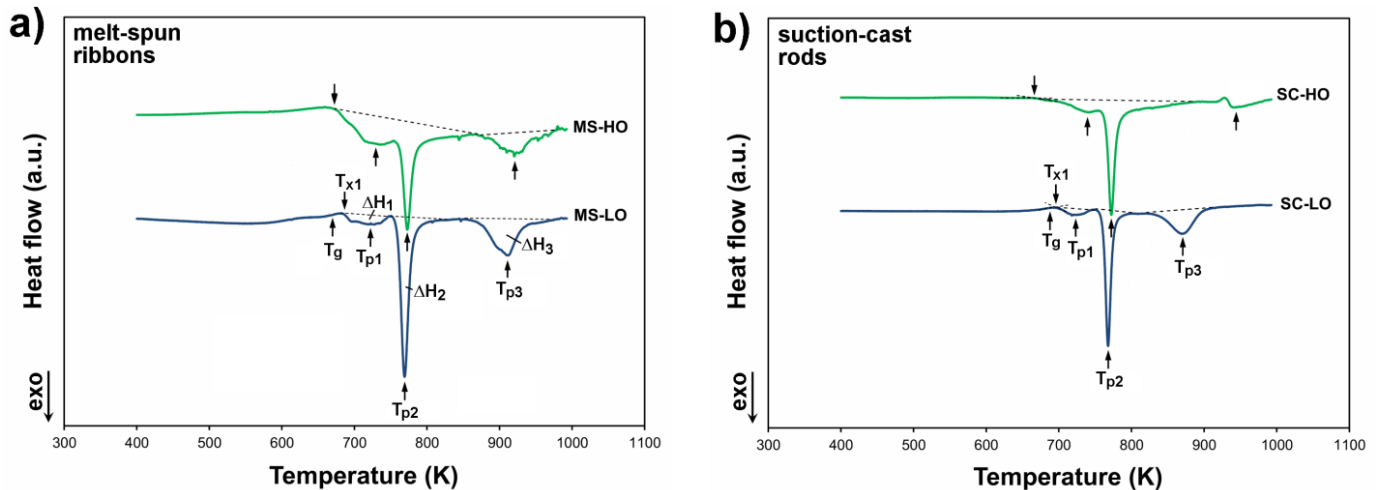 a)
melt-spun
ribbons
MS-HO
Tx1
ΔH1
MS-LO
Tg
Tp1
ΔH3
ΔH2
Tp3
Tp2
Heat flow (a.u.)
exo
300 400 500 600 700 800 900 1000 1100
Temperature (K)
b)
suction-cast
rods
SC-HO
Tx1
SC-LO
Tg
Tp1
Tp3
Tp2
Heat flow (a.u.)
exo
300 400 500 600 700 800 900 1000 1100
Temperature (K)